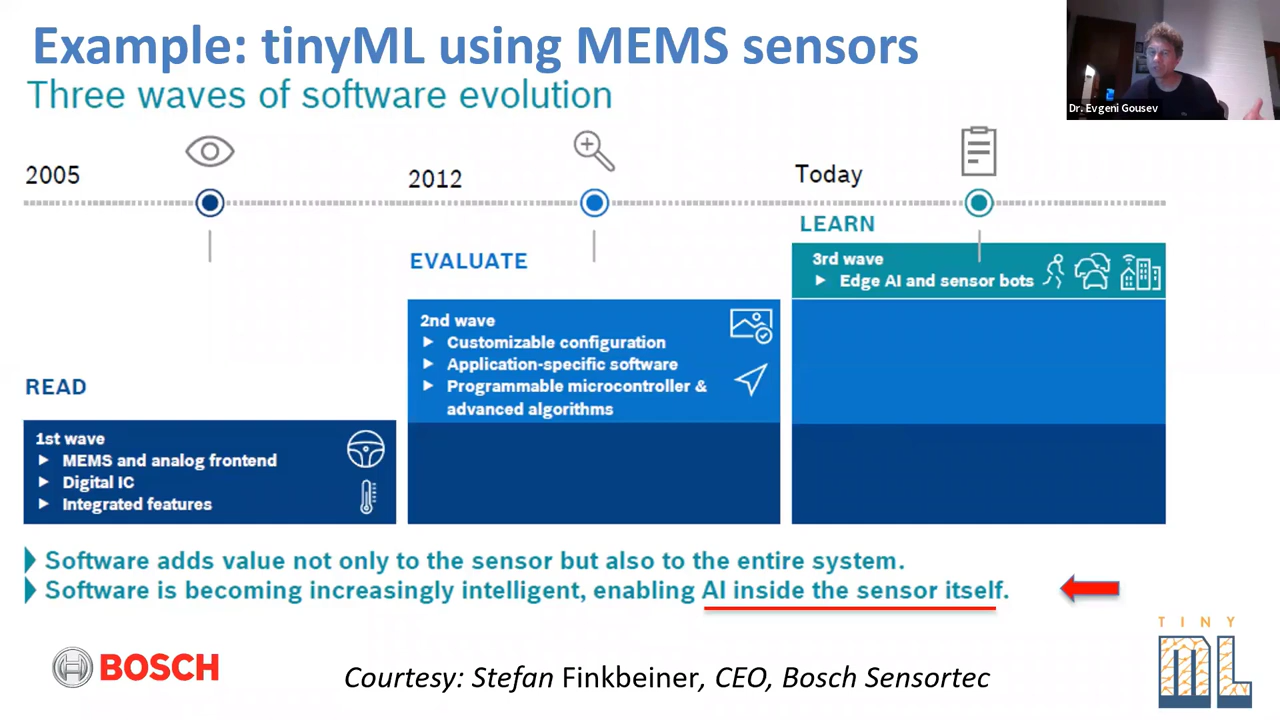 Example: tinyML using MEMS sensors
Three waves of software evolution
Dr. Evgeni Gousev
2005
2012
Today
READ
1st wave
MEMS and analog frontend
Digital IC
Integrated features
EVALUATE
2nd wave
Customizable configuration
Application-specific software
Programmable microcontroller &
advanced algorithms
LEARN
3rd wave
Edge AI and sensor bots
Software adds value not only to the sensor but also to the entire system.
Software is becoming increasingly intelligent, enabling AI inside the sensor itself.
BOSCH
Courtesy: Stefan Finkbeiner, CEO, Bosch Sensortec
TINY
ML